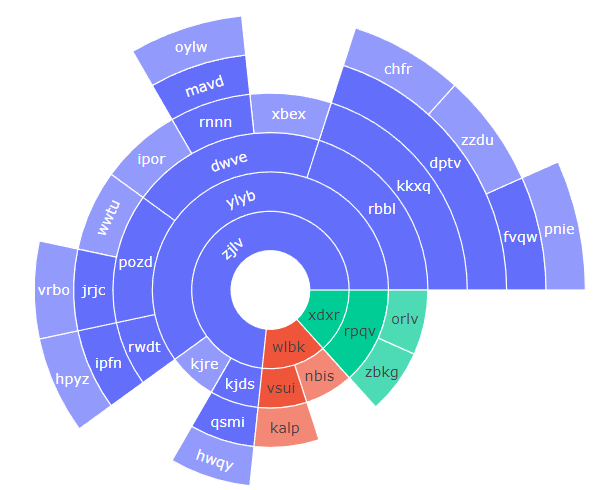 oylw
chfr
mavd
xbex
rnnn
zzdu
ipor
dwve
dptv
kkxq
ylyb
rbbl
wwtu
pnie
fvqw
zjlv
pozd
vrbo
jrjc
xdxr
orlv
rpqv
wlbk
rwdt
ipfn
kjre
zbkg
nbis
hpyz
kjds
vsui
qsmi
kalp
hwqy